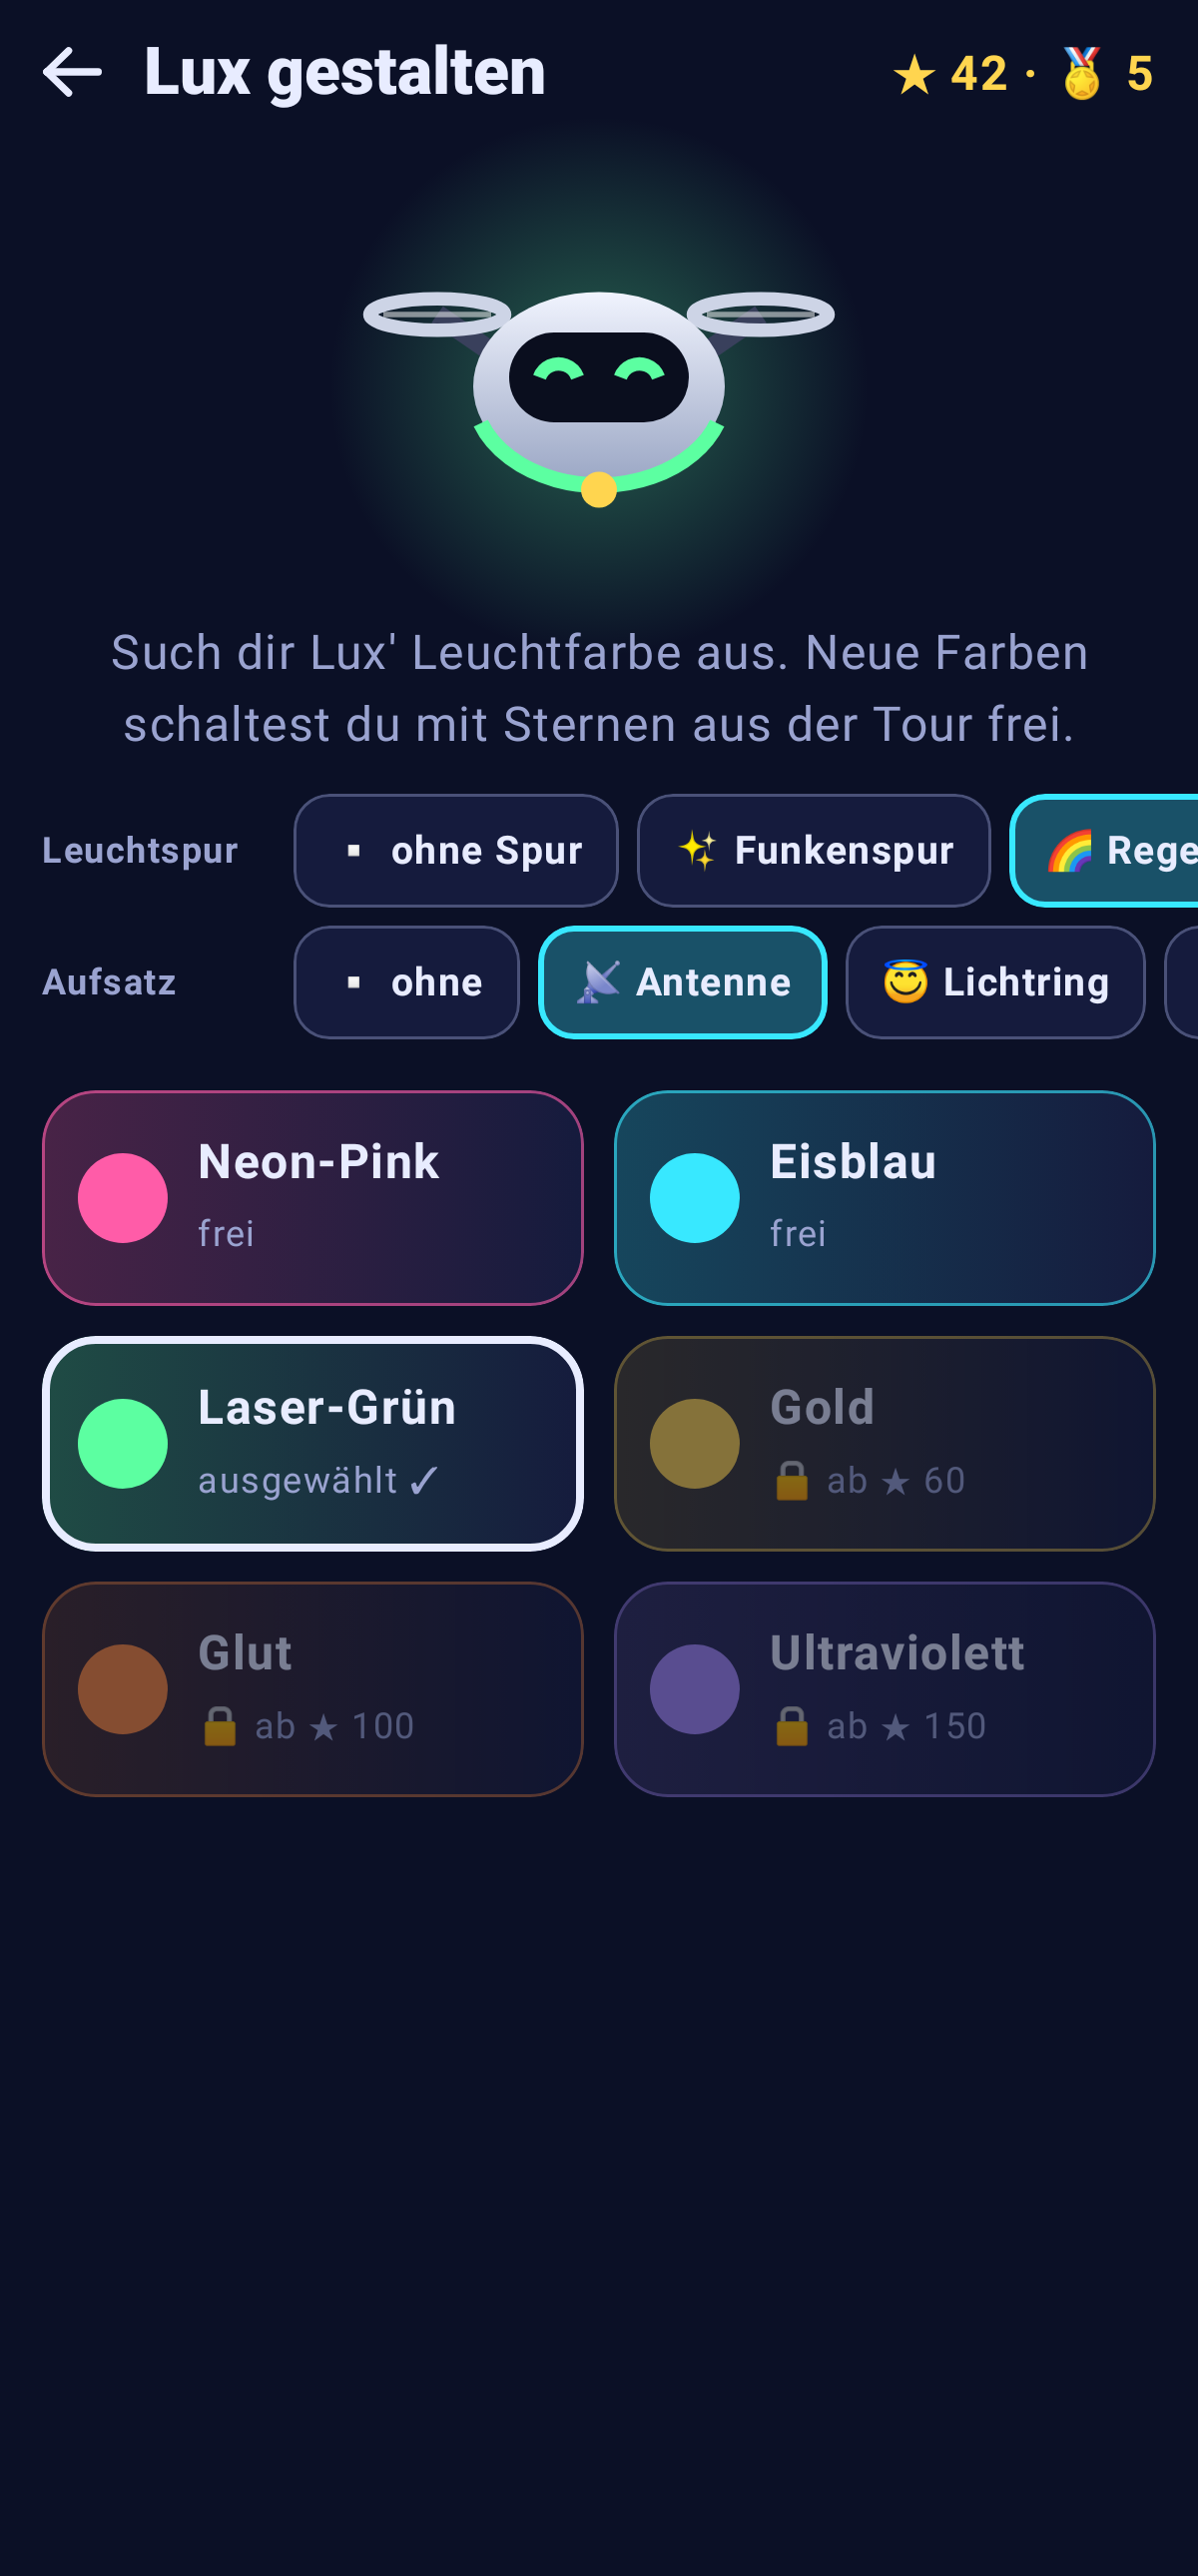 Lux gestalten
★ 42 · 🏅 5
Such dir Lux' Leuchtfarbe aus. Neue Farben
schaltest du mit Sternen aus der Tour frei.
Leuchtspur
▫️ ohne Spur
✨ Funkenspur
🌈 Rege
Aufsatz
▫️ ohne
📡 Antenne
😇 Lichtring
Neon-Pink
frei
Eisblau
frei
Laser-Grün
ausgewählt ✓
Gold
🔒 ab ★ 60
Glut
🔒 ab ★ 100
Ultraviolett
🔒 ab ★ 150